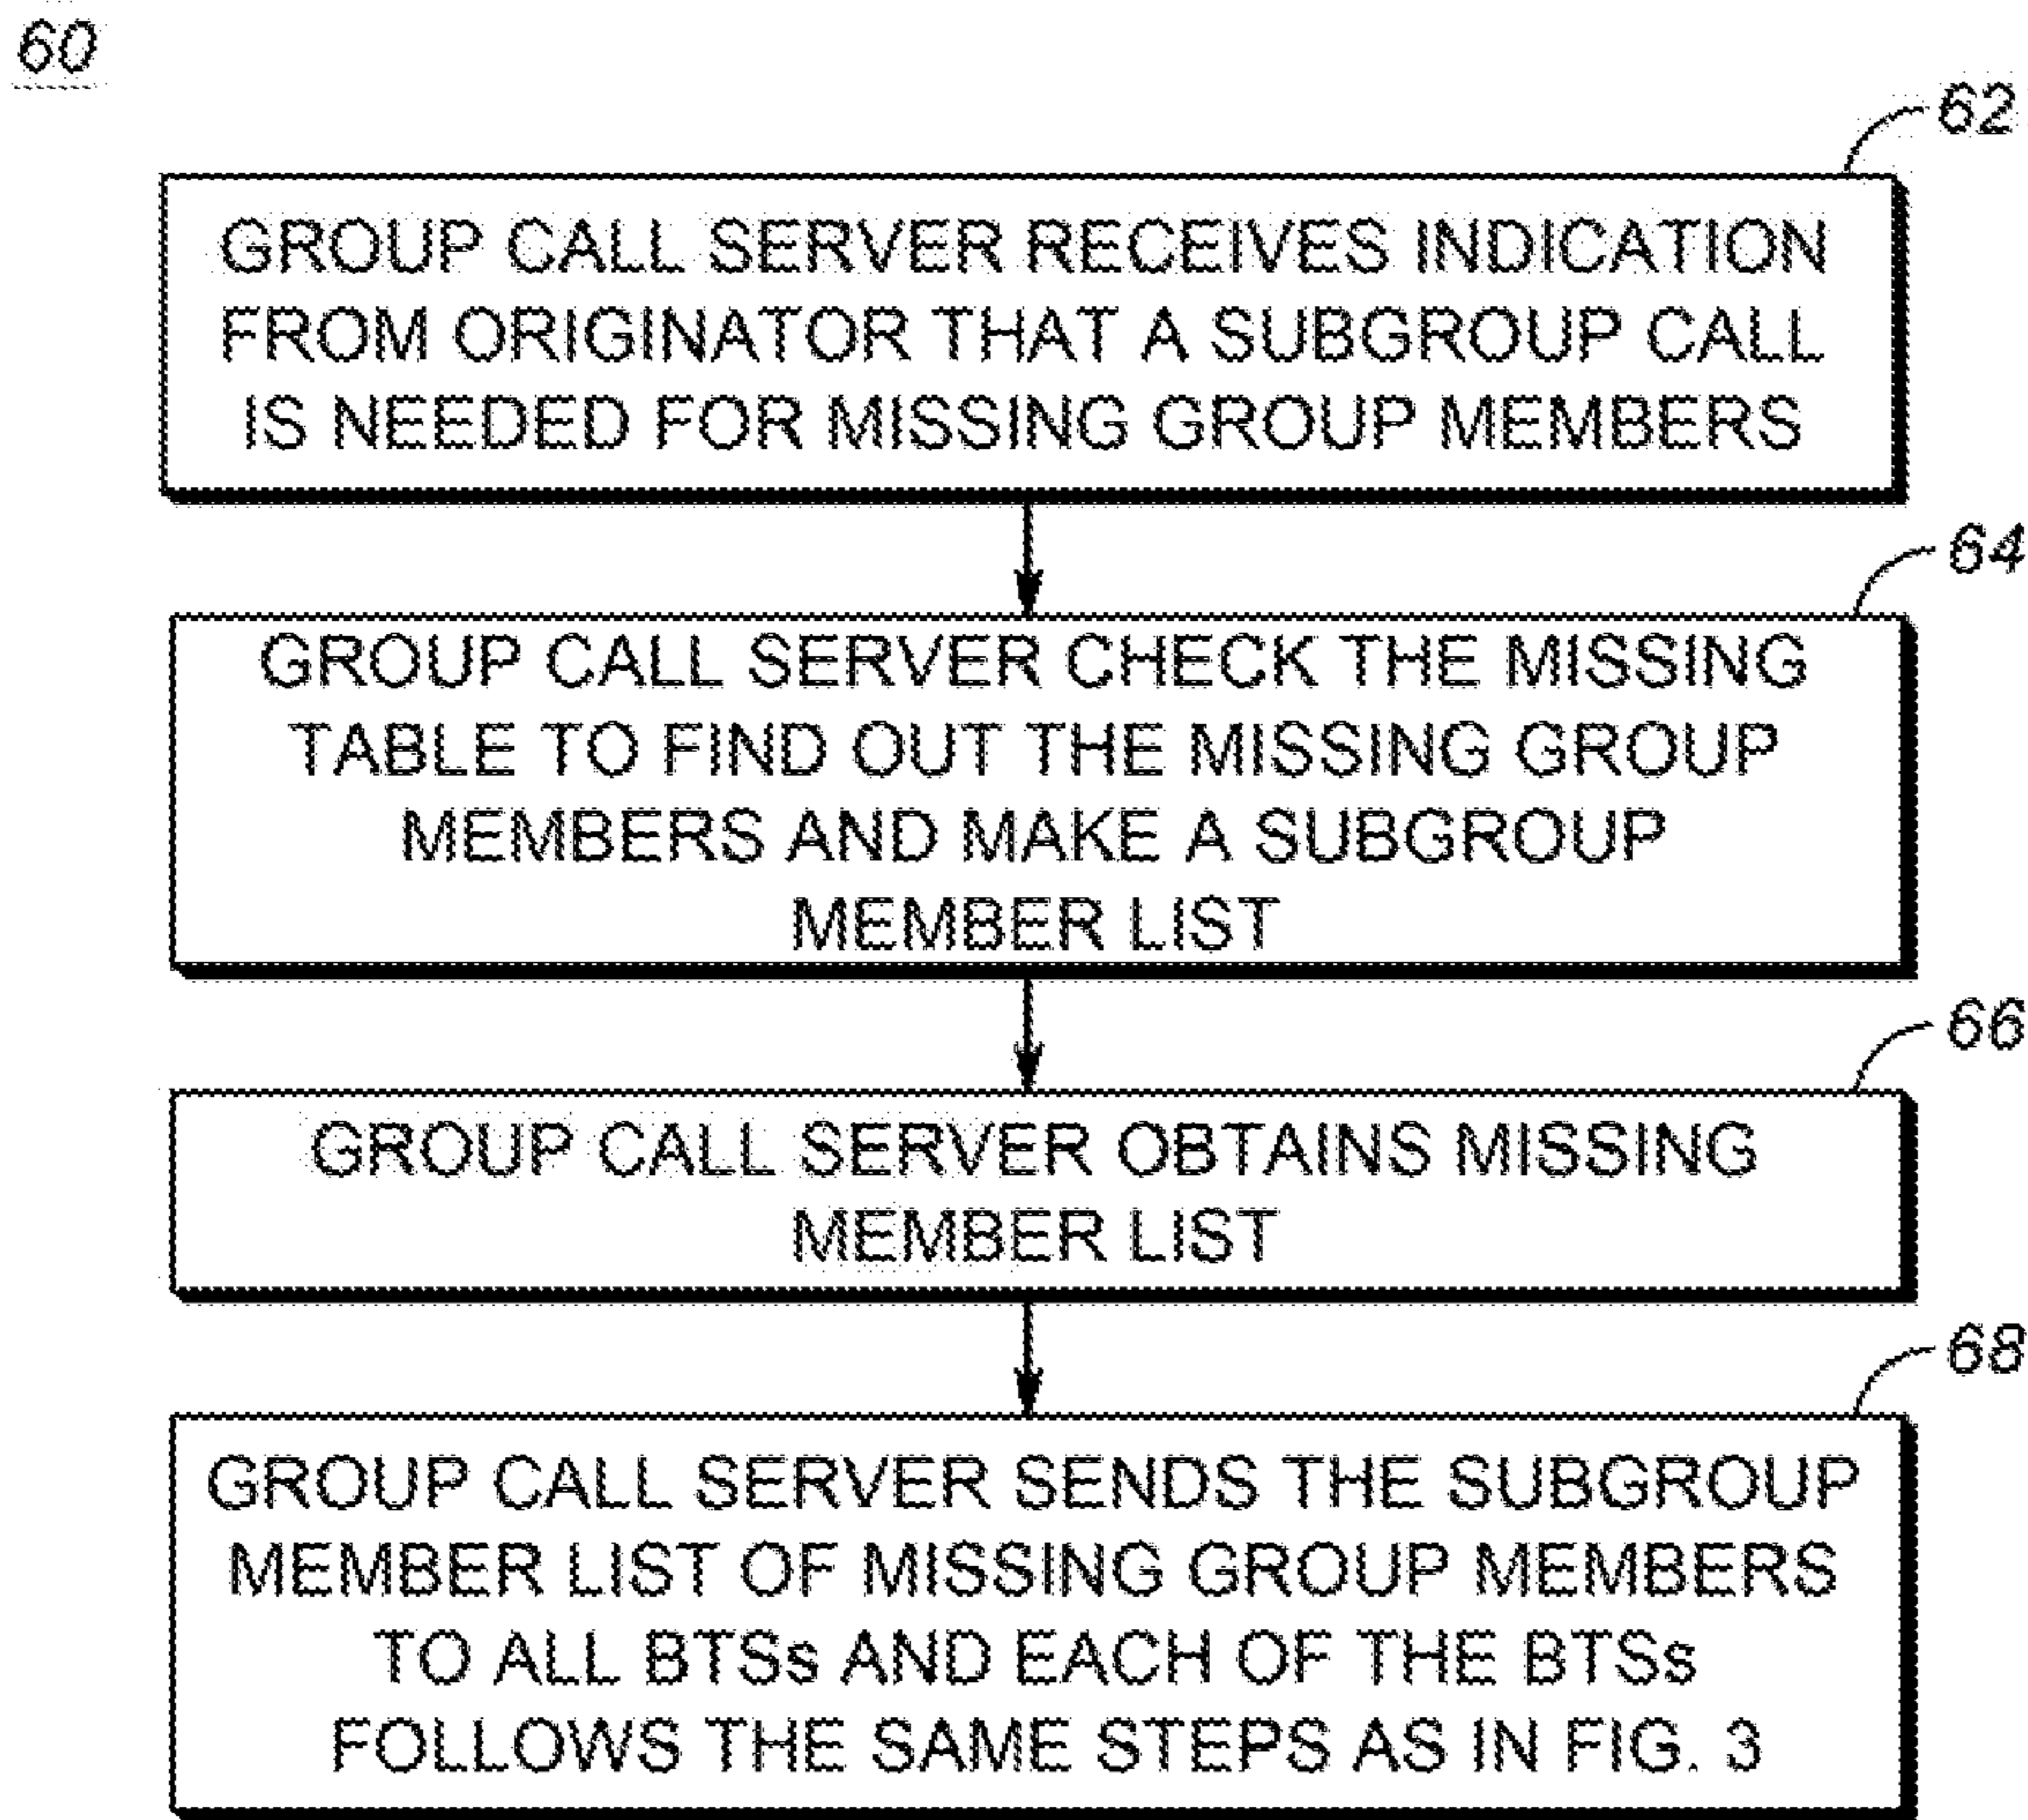 60
62
GROUP CALL SERVER RECEIVES INDICATION
FROM ORIGINATOR THAT A SUBGROUP CALL
IS NEEDED FOR MISSING GROUP MEMBERS
64
GROUP CALL SERVER CHECK THE MISSING
TABLE TO FIND OUT THE MISSING GROUP
MEMBERS AND MAKE A SUBGROUP
MEMBER LIST
66
GROUP CALL SERVER OBTAINS MISSING
MEMBER LIST
68
GROUP CALL SERVER SENDS THE SUBGROUP
MEMBER LIST OF MISSING GROUP MEMBERS
TO ALL BTSs AND EACH OF THE BTSs
FOLLOWS THE SAME STEPS AS IN FIG. 3